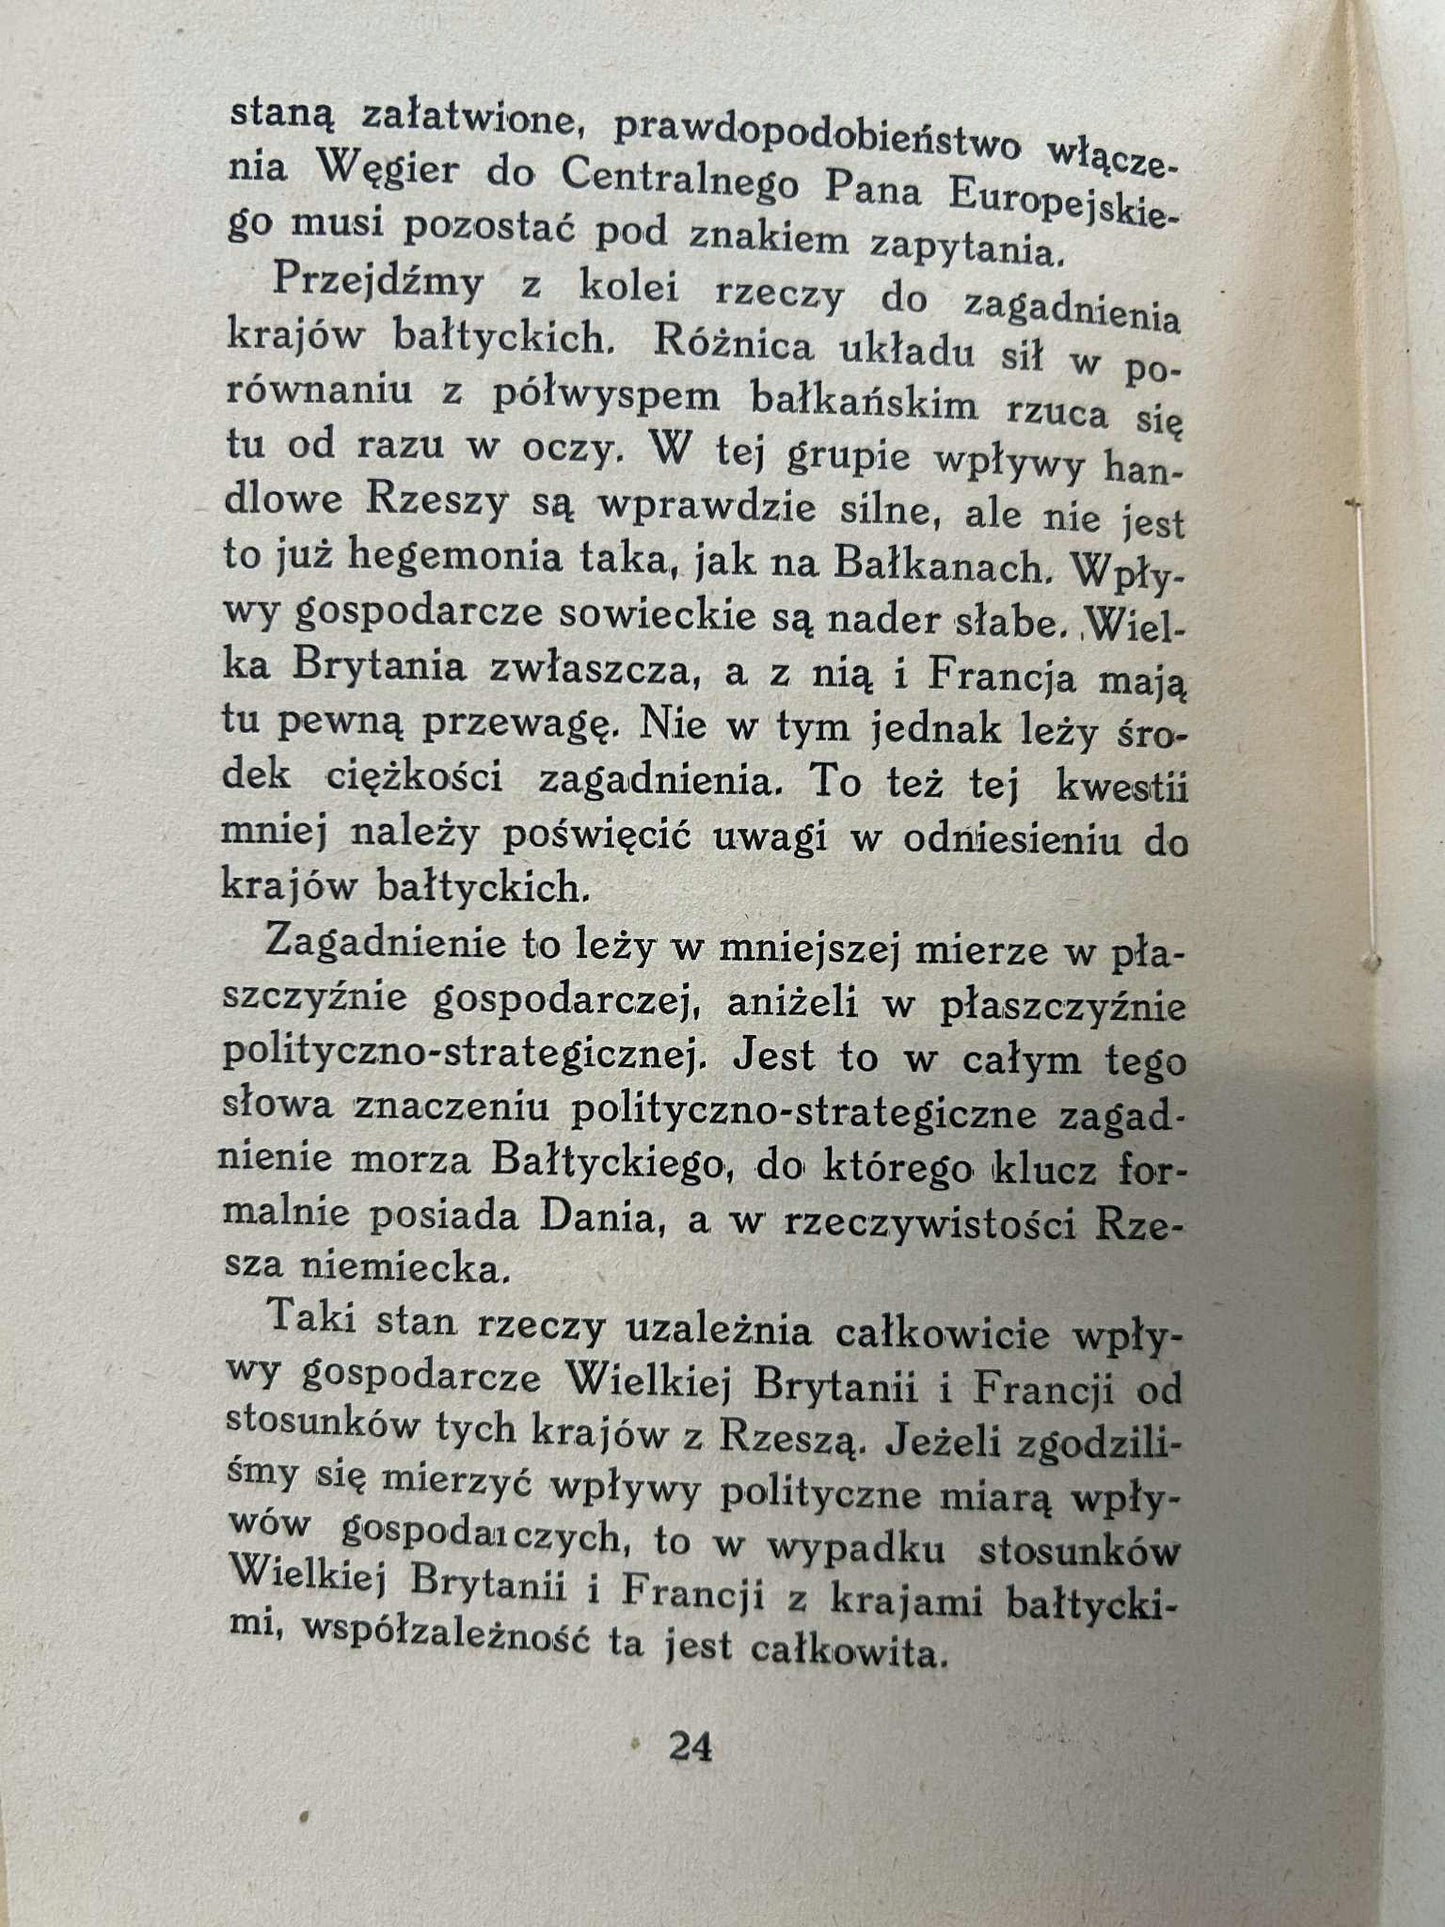 staną załatwione, prawdopodobieństwo włącze-
nia Węgier do Centralnego Pana Europejskie-
go musi pozostać pod znakiem zapytania.
Przejdźmy z kolei rzeczy do zagadnienia
krajów bałtyckich. Różnica układu sił w po-
równaniu z półwyspem bałkańskim rzuca się
tu od razu w oczy. W tej grupie wpływy han-
dlowe Rzeszy są wprawdzie silne, ale nie jest
to już hegemonia taka, jak na Bałkanach. Wpły-
wy gospodarcze sowieckie są nader słabe. Wiel-
ka Brytania zwłaszcza, a z nią i Francja mają
tu pewną przewagę. Nie w tym jednak leży śro-
dek ciężkości zagadnienia. To też tej kwestii
mniej należy poświęcić uwagi w odniesieniu do
krajów bałtyckich.
Zagadnienie to leży w mniejszej mierze w pła-
szczyźnie gospodarczej, aniżeli w płaszczyźnie
polityczno-strategicznej. Jest to w całym tego
słowa znaczeniu polityczno-strategiczne zagad-
nienie morza Bałtyckiego, do którego klucz for-
malnie posiada Dania, a w rzeczywistości Rze-
sza niemiecka.
Taki stan rzeczy uzależnia całkowicie wpły-
wy gospodarcze Wielkiej Brytanii i Francji od
stosunków tych krajów z Rzeszą. Jeżeli zgodzili-
śmy się mierzyć wpływy polityczne miarą wpły-
wów gospodarczych, to w wypadku stosunków
Wielkiej Brytanii i Francji z krajami bałtycki-
mi, współzależność ta jest całkowita.
24